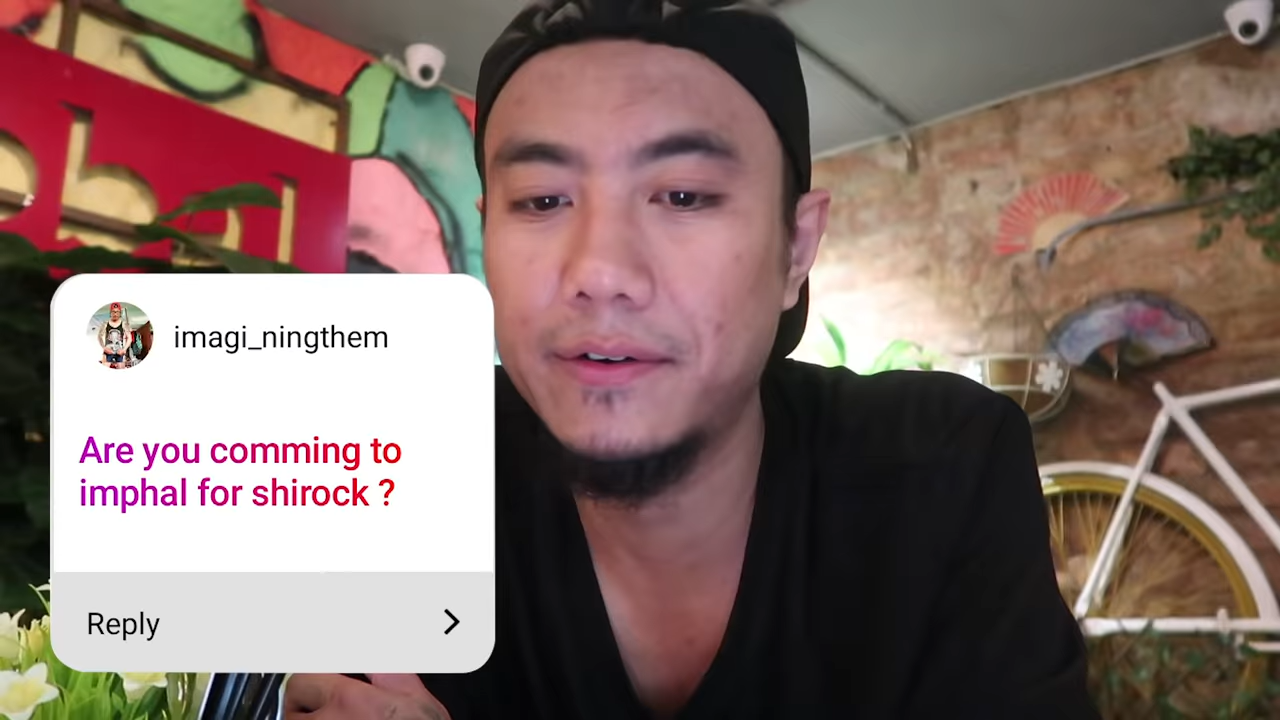 imagi_ningthem
Are you comming to
imphal for shirock ?
Reply